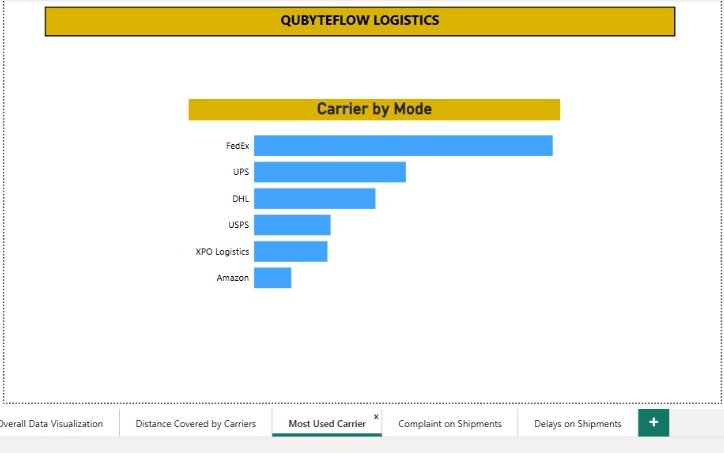 QUBYTEFLOW LOGISTICS
Carrier by Mode
FedEx
UPS
DHL
USPS
XPO Logistics
Amazon
Overall Data Visualization
Distance Covered by Carriers
Most Used Carrier
x
Complaint on Shipments
Delays on Shipments
+